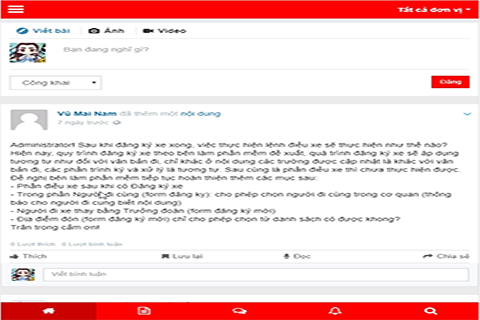 Tất cả đơn vị
Viết bài Ảnh Video
Bạn đang nghĩ gì?
Công khai Đăng
Vũ Mai Nam đã thêm một nội dung
7 ngày trước
Administrator! Sau khi đăng ký xe xong, việc thực hiện lệnh điều xe sẽ thực hiện như thế nào?
Hiện nay, quy trình đăng ký xe theo bên làm phần mềm đề xuất, quá trình đăng ký xe sẽ áp dụng
tương tự như đối với văn bản đi, chỉ khác ở nội dung các trường được cập nhật là khác với văn
bản đi, các phần trình ký và xử lý là tương tự. Sau cùng là phần điều xe thì chưa thực hiện được.
Đề nghị bên làm phần mềm tiếp tục hoàn thiện thêm các mục sau:
- Phần điều xe sau khi có Đăng ký xe
- Trong phần Người đi cùng (form đăng ký): cho phép chọn người đi cùng trong cơ quan (thông
báo cho người đi cùng biết nội dung)
- Người đi xe thay bằng Trưởng đoàn (form đăng ký mới)
- Địa điểm đón (form đăng ký mới) chỉ cho phép chọn từ danh sách có được không?
Trân trọng cảm ơn!
0 Lượt thích 0 Lượt bình luận
Thích Lưu lại Đọc Chia sẻ
Viết bình luận